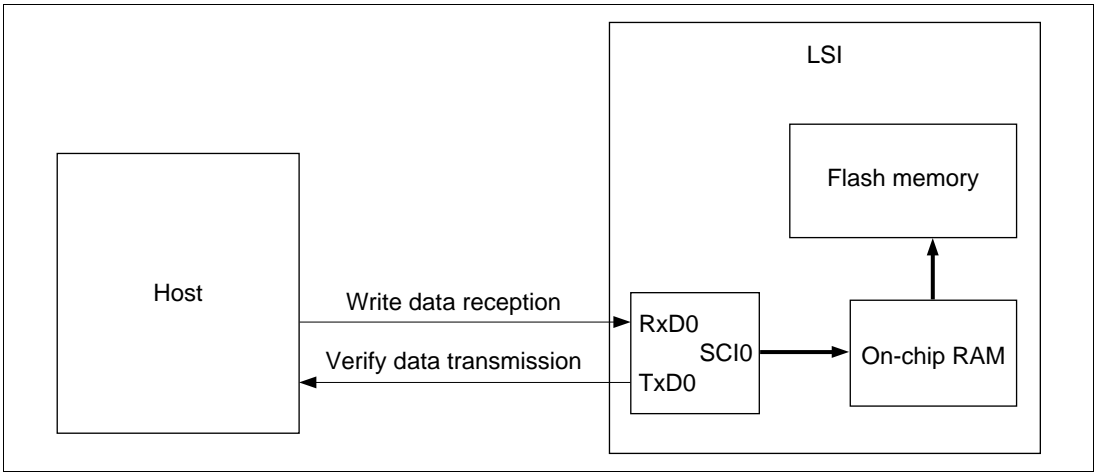 LSI
Flash memory
Host
Write data reception
Verify data transmission
RxD0
SCI0
TxD0
On-chip RAM